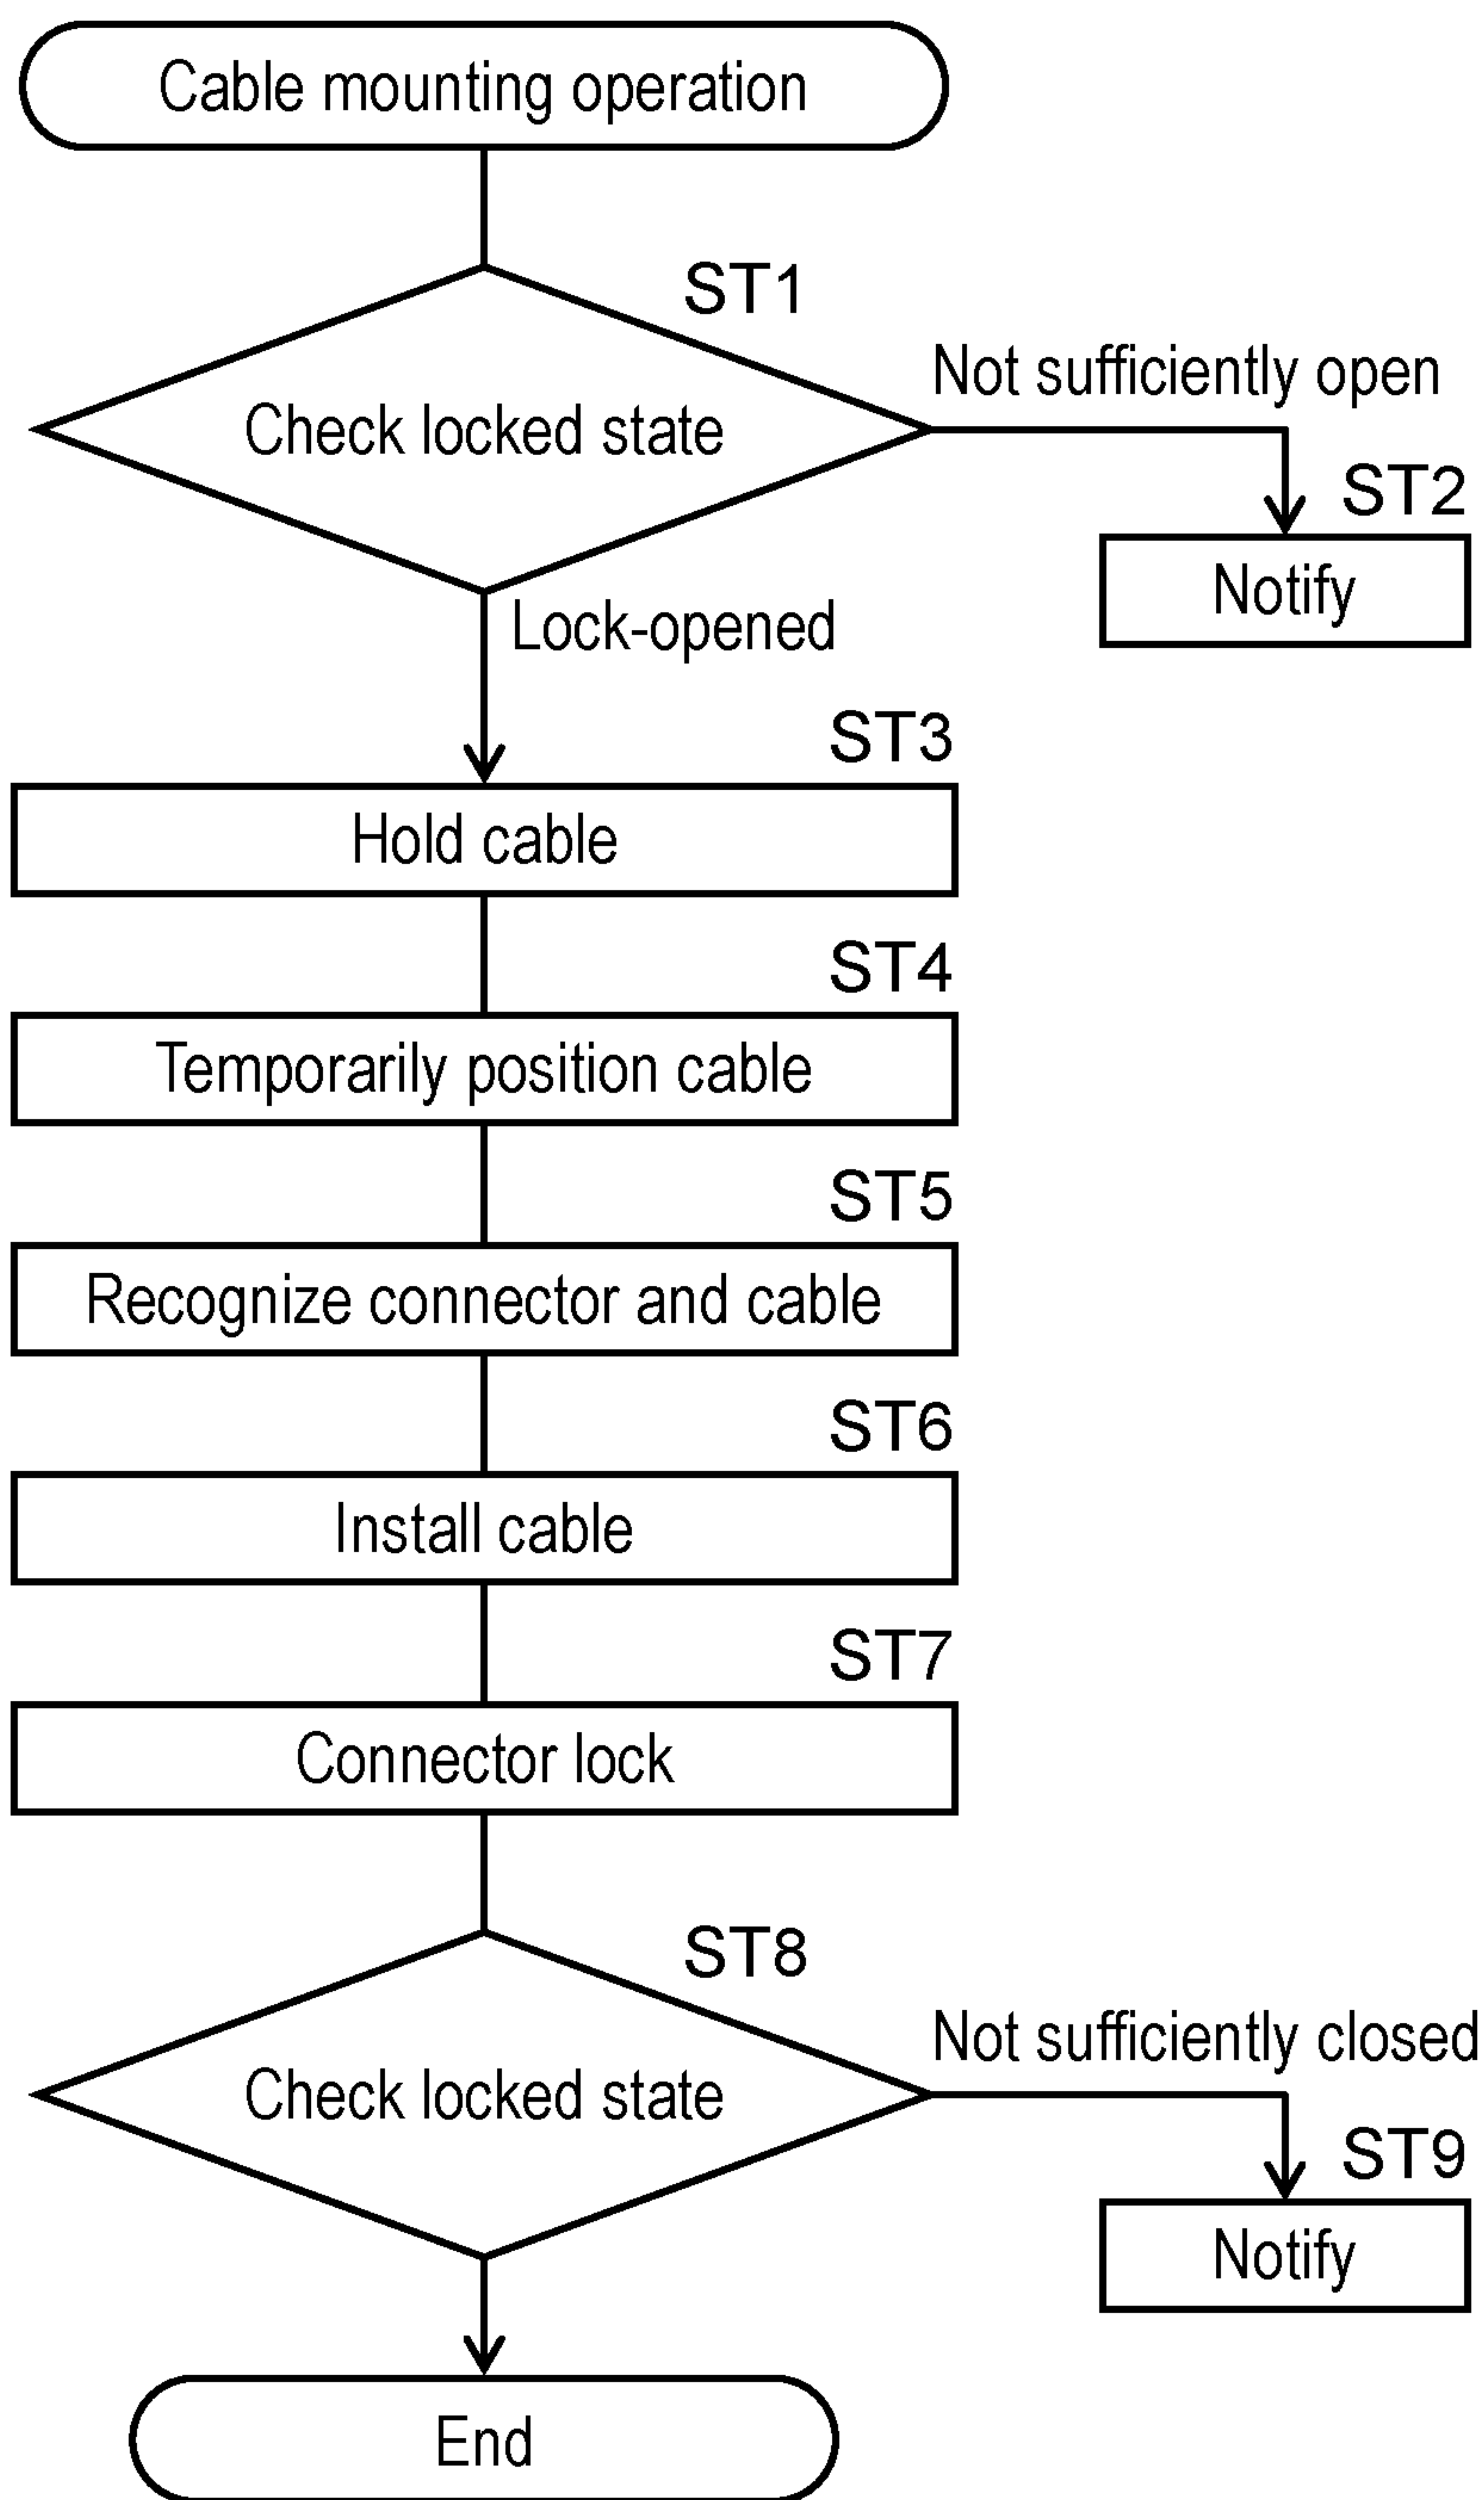 Cable mounting operation
ST1
Not sufficiently open
Check locked state
ST2
Notify
Lock-opened
ST3
Hold cable
ST4
Temporarily position cable
ST5
Recognize connector and cable
ST6
Install cable
ST7
Connector lock
ST8
Not sufficiently closed
Check locked state
ST9
Notify
End